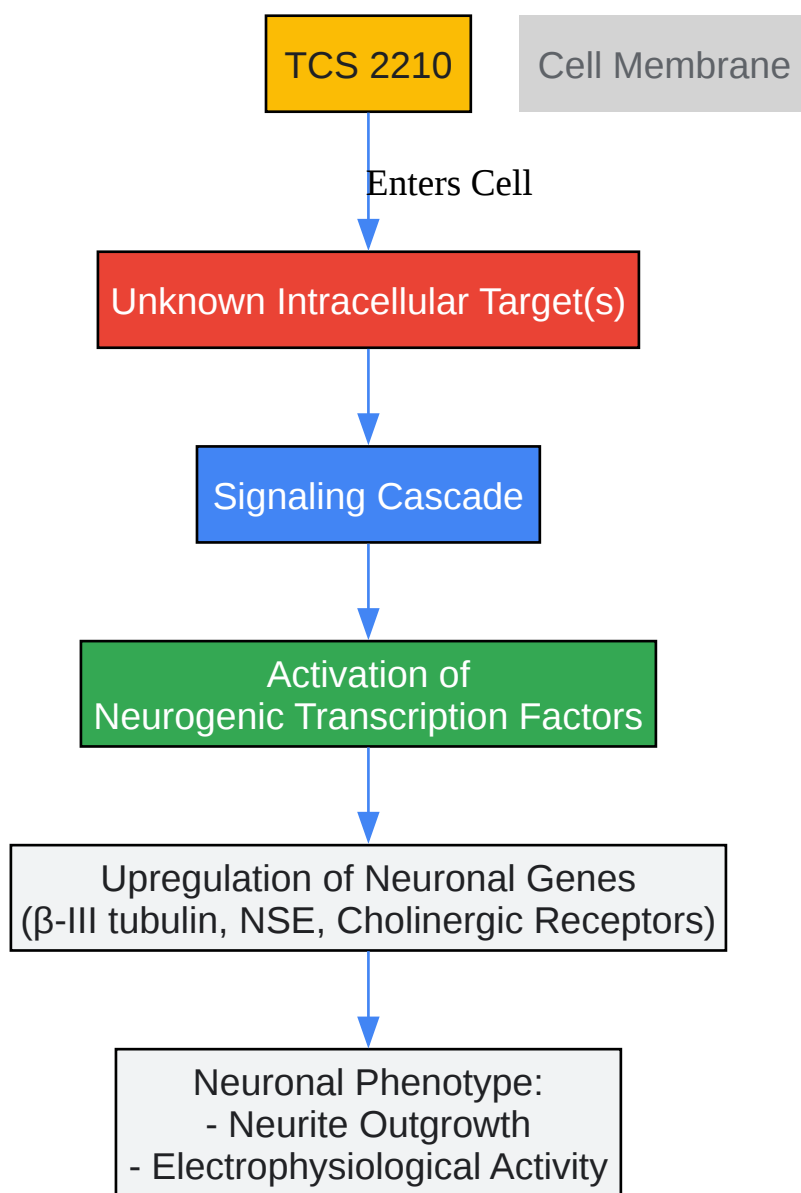 TCS 2210
Cell Membrane
Enters Cell
Unknown Intracellular Target(s)
Signaling Cascade
Activation of
Neurogenic Transcription Factors
Upregulation of Neuronal Genes
(β-III tubulin, NSE, Cholinergic Receptors)
Neuronal Phenotype:
- Neurite Outgrowth
- Electrophysiological Activity